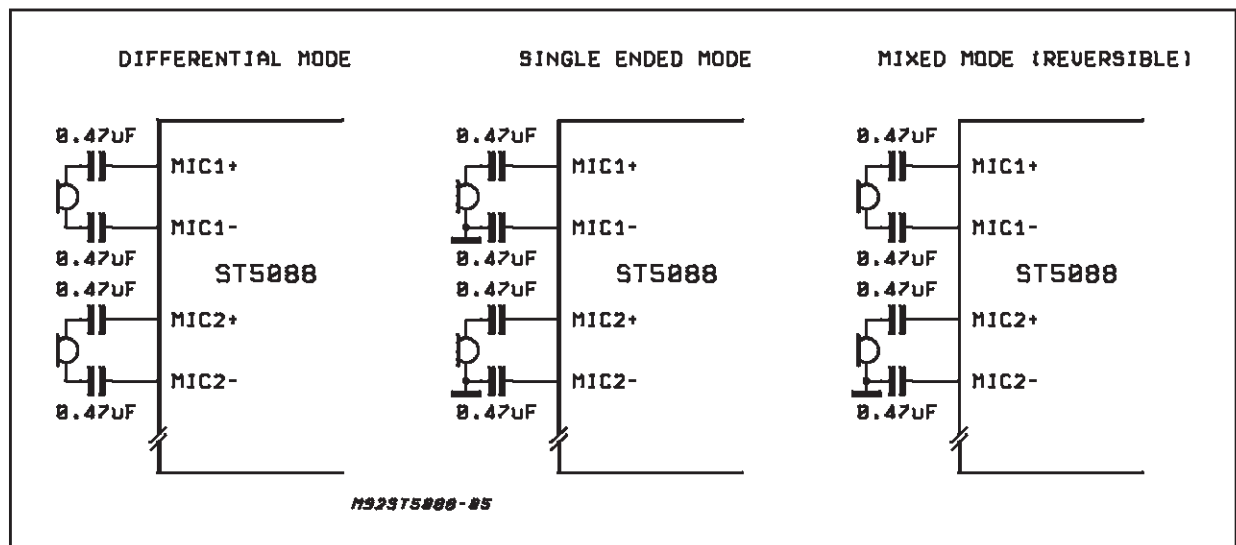 DIFFERENTIAL MODE
0.47uF
MIC1+
MIC1-
0.47uF
ST5088
0.47uF
MIC2+
MIC2-
0.47uF
SINGLE ENDED MODE
0.47uF
MIC1+
MIC1-
0.47uF
ST5088
0.47uF
MIC2+
MIC2-
0.47uF
MIXED MODE (REVERSIBLE)
0.47uF
MIC1+
MIC1-
0.47uF
ST5088
0.47uF
MIC2+
MIC2-
0.47uF
M92ST5088-05